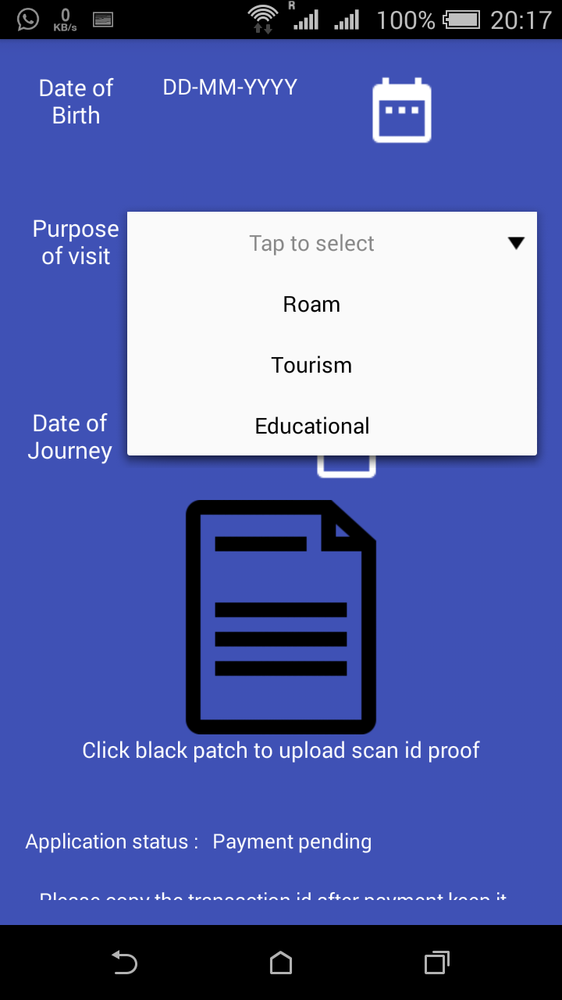 0
KB/s
R
100%
20:17
Date of
Birth
DD-MM-YYYY
Purpose
of visit
Tap to select
Roam
Tourism
Educational
Date of
Journey
Click black patch to upload scan id proof
Application status : Payment pending
Please copy the transaction id after payment keep it